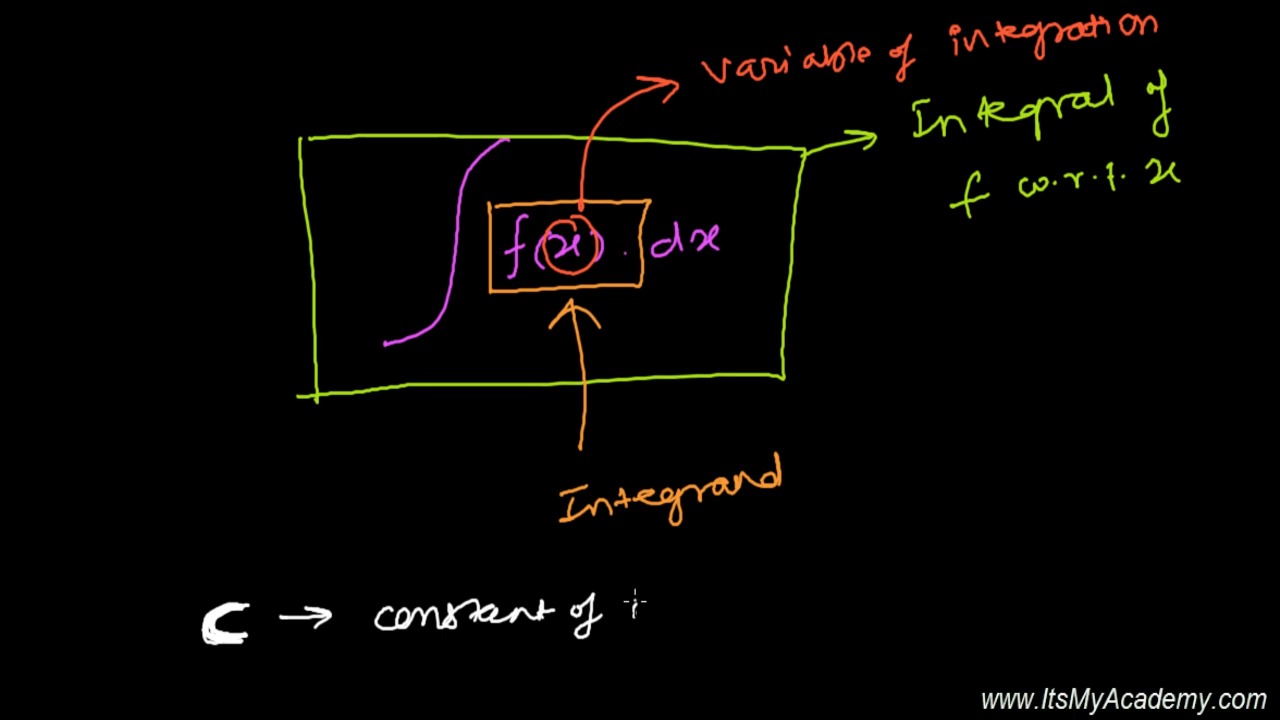 variable of integration
Integral of
f w.r.t. x
∫ f(x) . dx
Integrand
C → constant of i
www.ItsMyAcademy.com